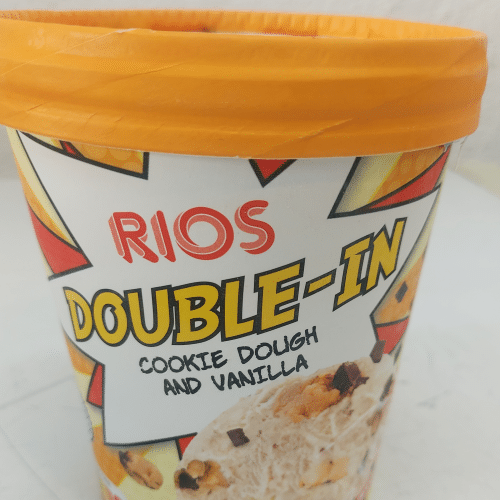 RIOS
DOUBLE-IN
COOKIE DOUGH
AND VANILLA